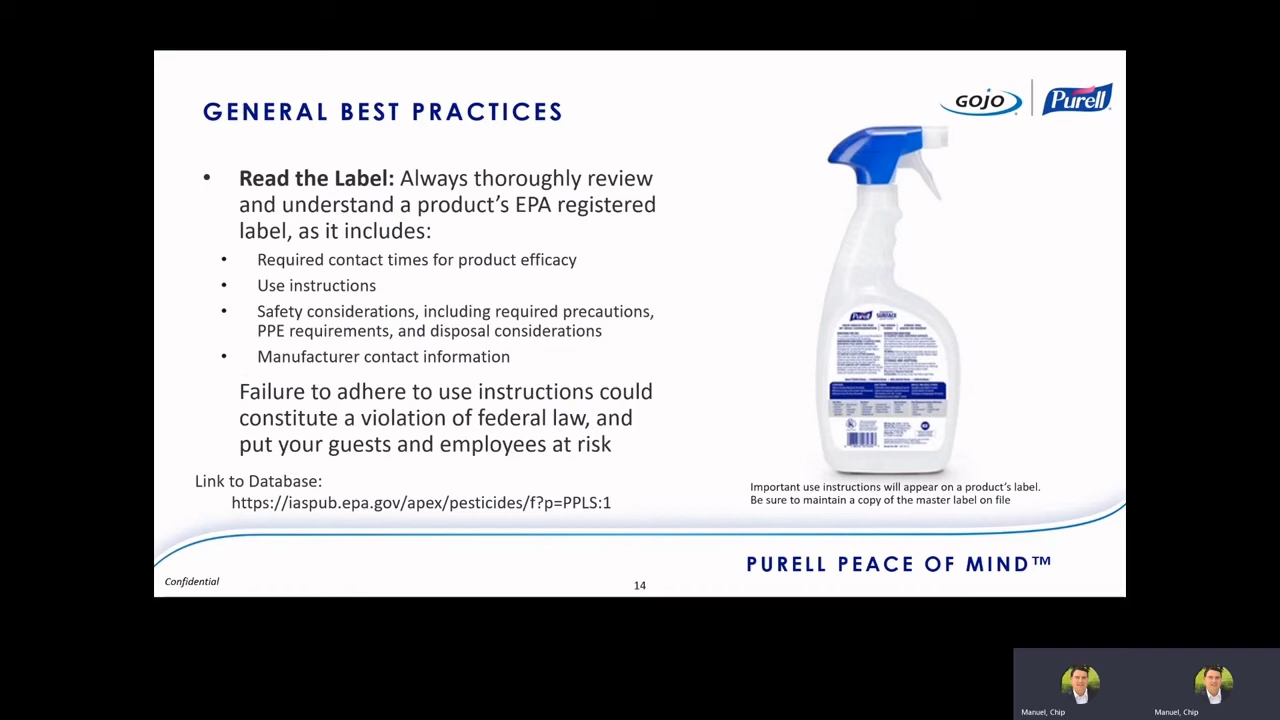 GENERAL BEST PRACTICES
GOJO
Purell
• Read the Label: Always thoroughly review
and understand a product's EPA registered
label, as it includes:
• Required contact times for product efficacy
• Use instructions
• Safety considerations, including required precautions,
PPE requirements, and disposal considerations
• Manufacturer contact information
Failure to adhere to use instructions could
constitute a violation of federal law, and
put your guests and employees at risk
Link to Database:
https://iaspub.epa.gov/apex/pesticides/f?p=PPLS:1
Purell
SURFACE
Important use instructions will appear on a product's label.
Be sure to maintain a copy of the master label on file
PURELL PEACE OF MIND™
Confidential
14
Manuel, Chip
Manuel, Chip